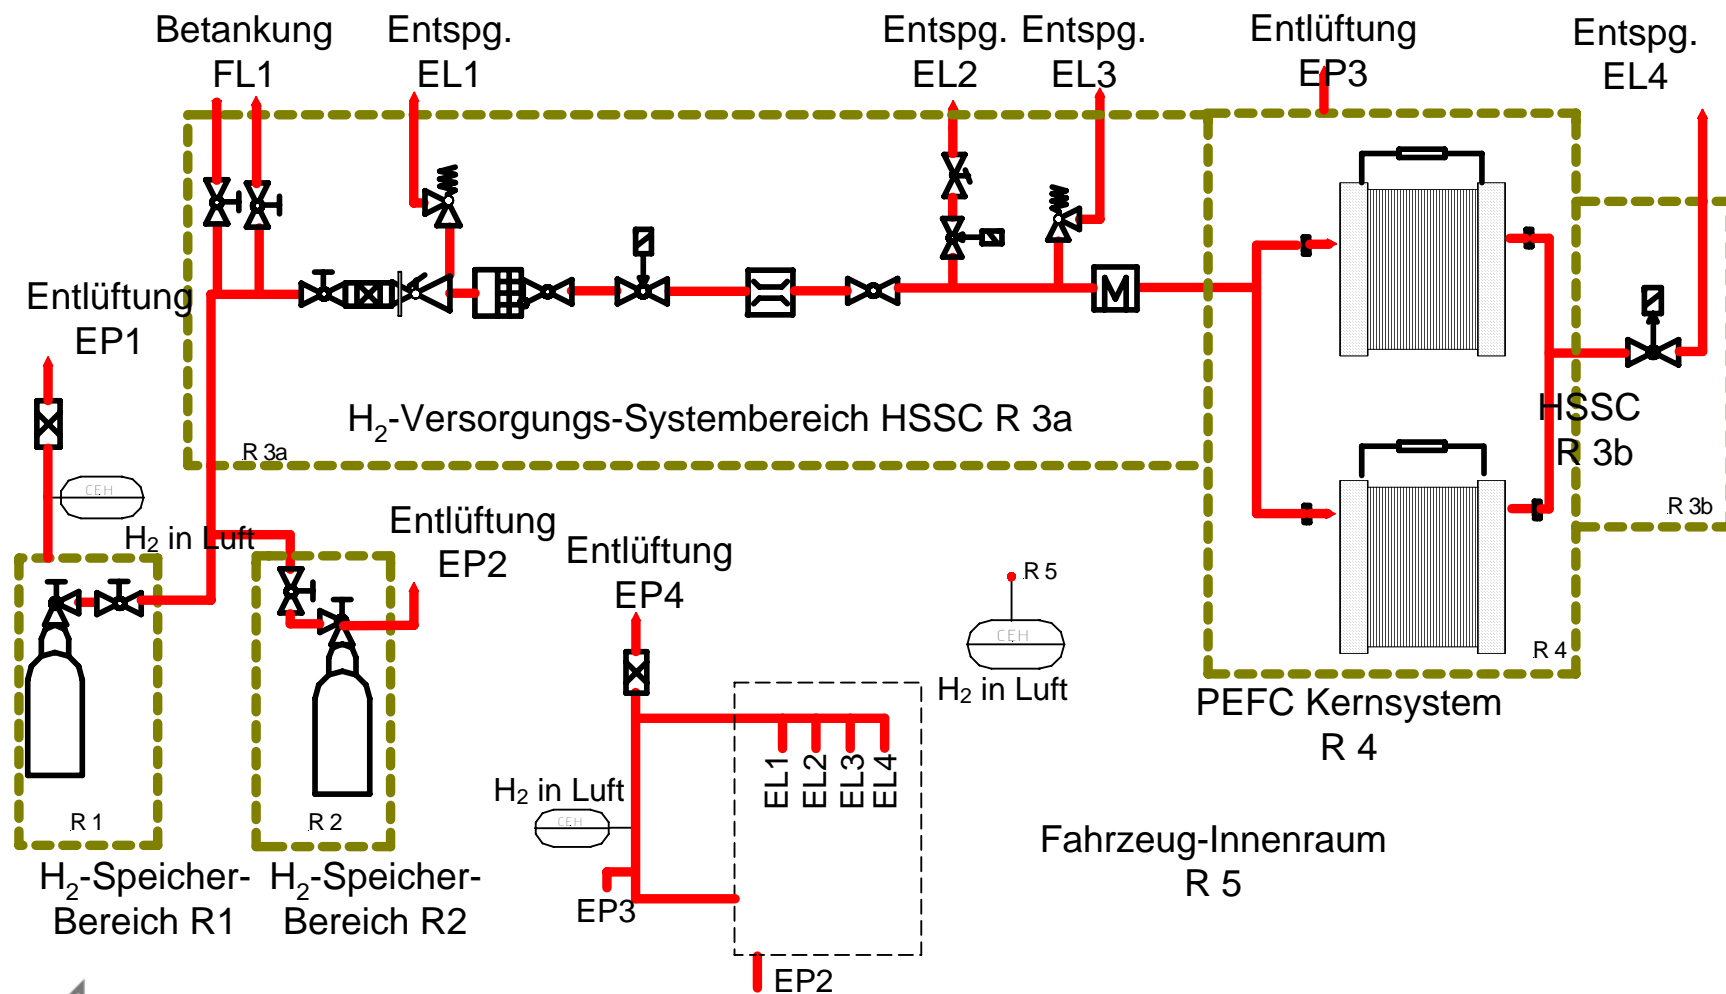 Betankung
FL1
Entspg.
EL1
Entspg.
EL2
Entspg.
EL3
Entlüftung
EP3
Entspg.
EL4
Entlüftung
EP1
H₂-Versorgungs-Systembereich HSSC R 3a
R 3a
HSSC
R 3b
R 3b
CEH
H₂ in Luft
Entlüftung
EP2
Entlüftung
EP4
R 5
CEH
H₂ in Luft
R 4
PEFC Kernsystem
R 4
EL1
EL2
EL3
EL4
H₂ in Luft
CEH
R 1
R 2
H₂-Speicher-
Bereich R1
H₂-Speicher-
Bereich R2
EP3
EP2
Fahrzeug-Innenraum
R 5
M